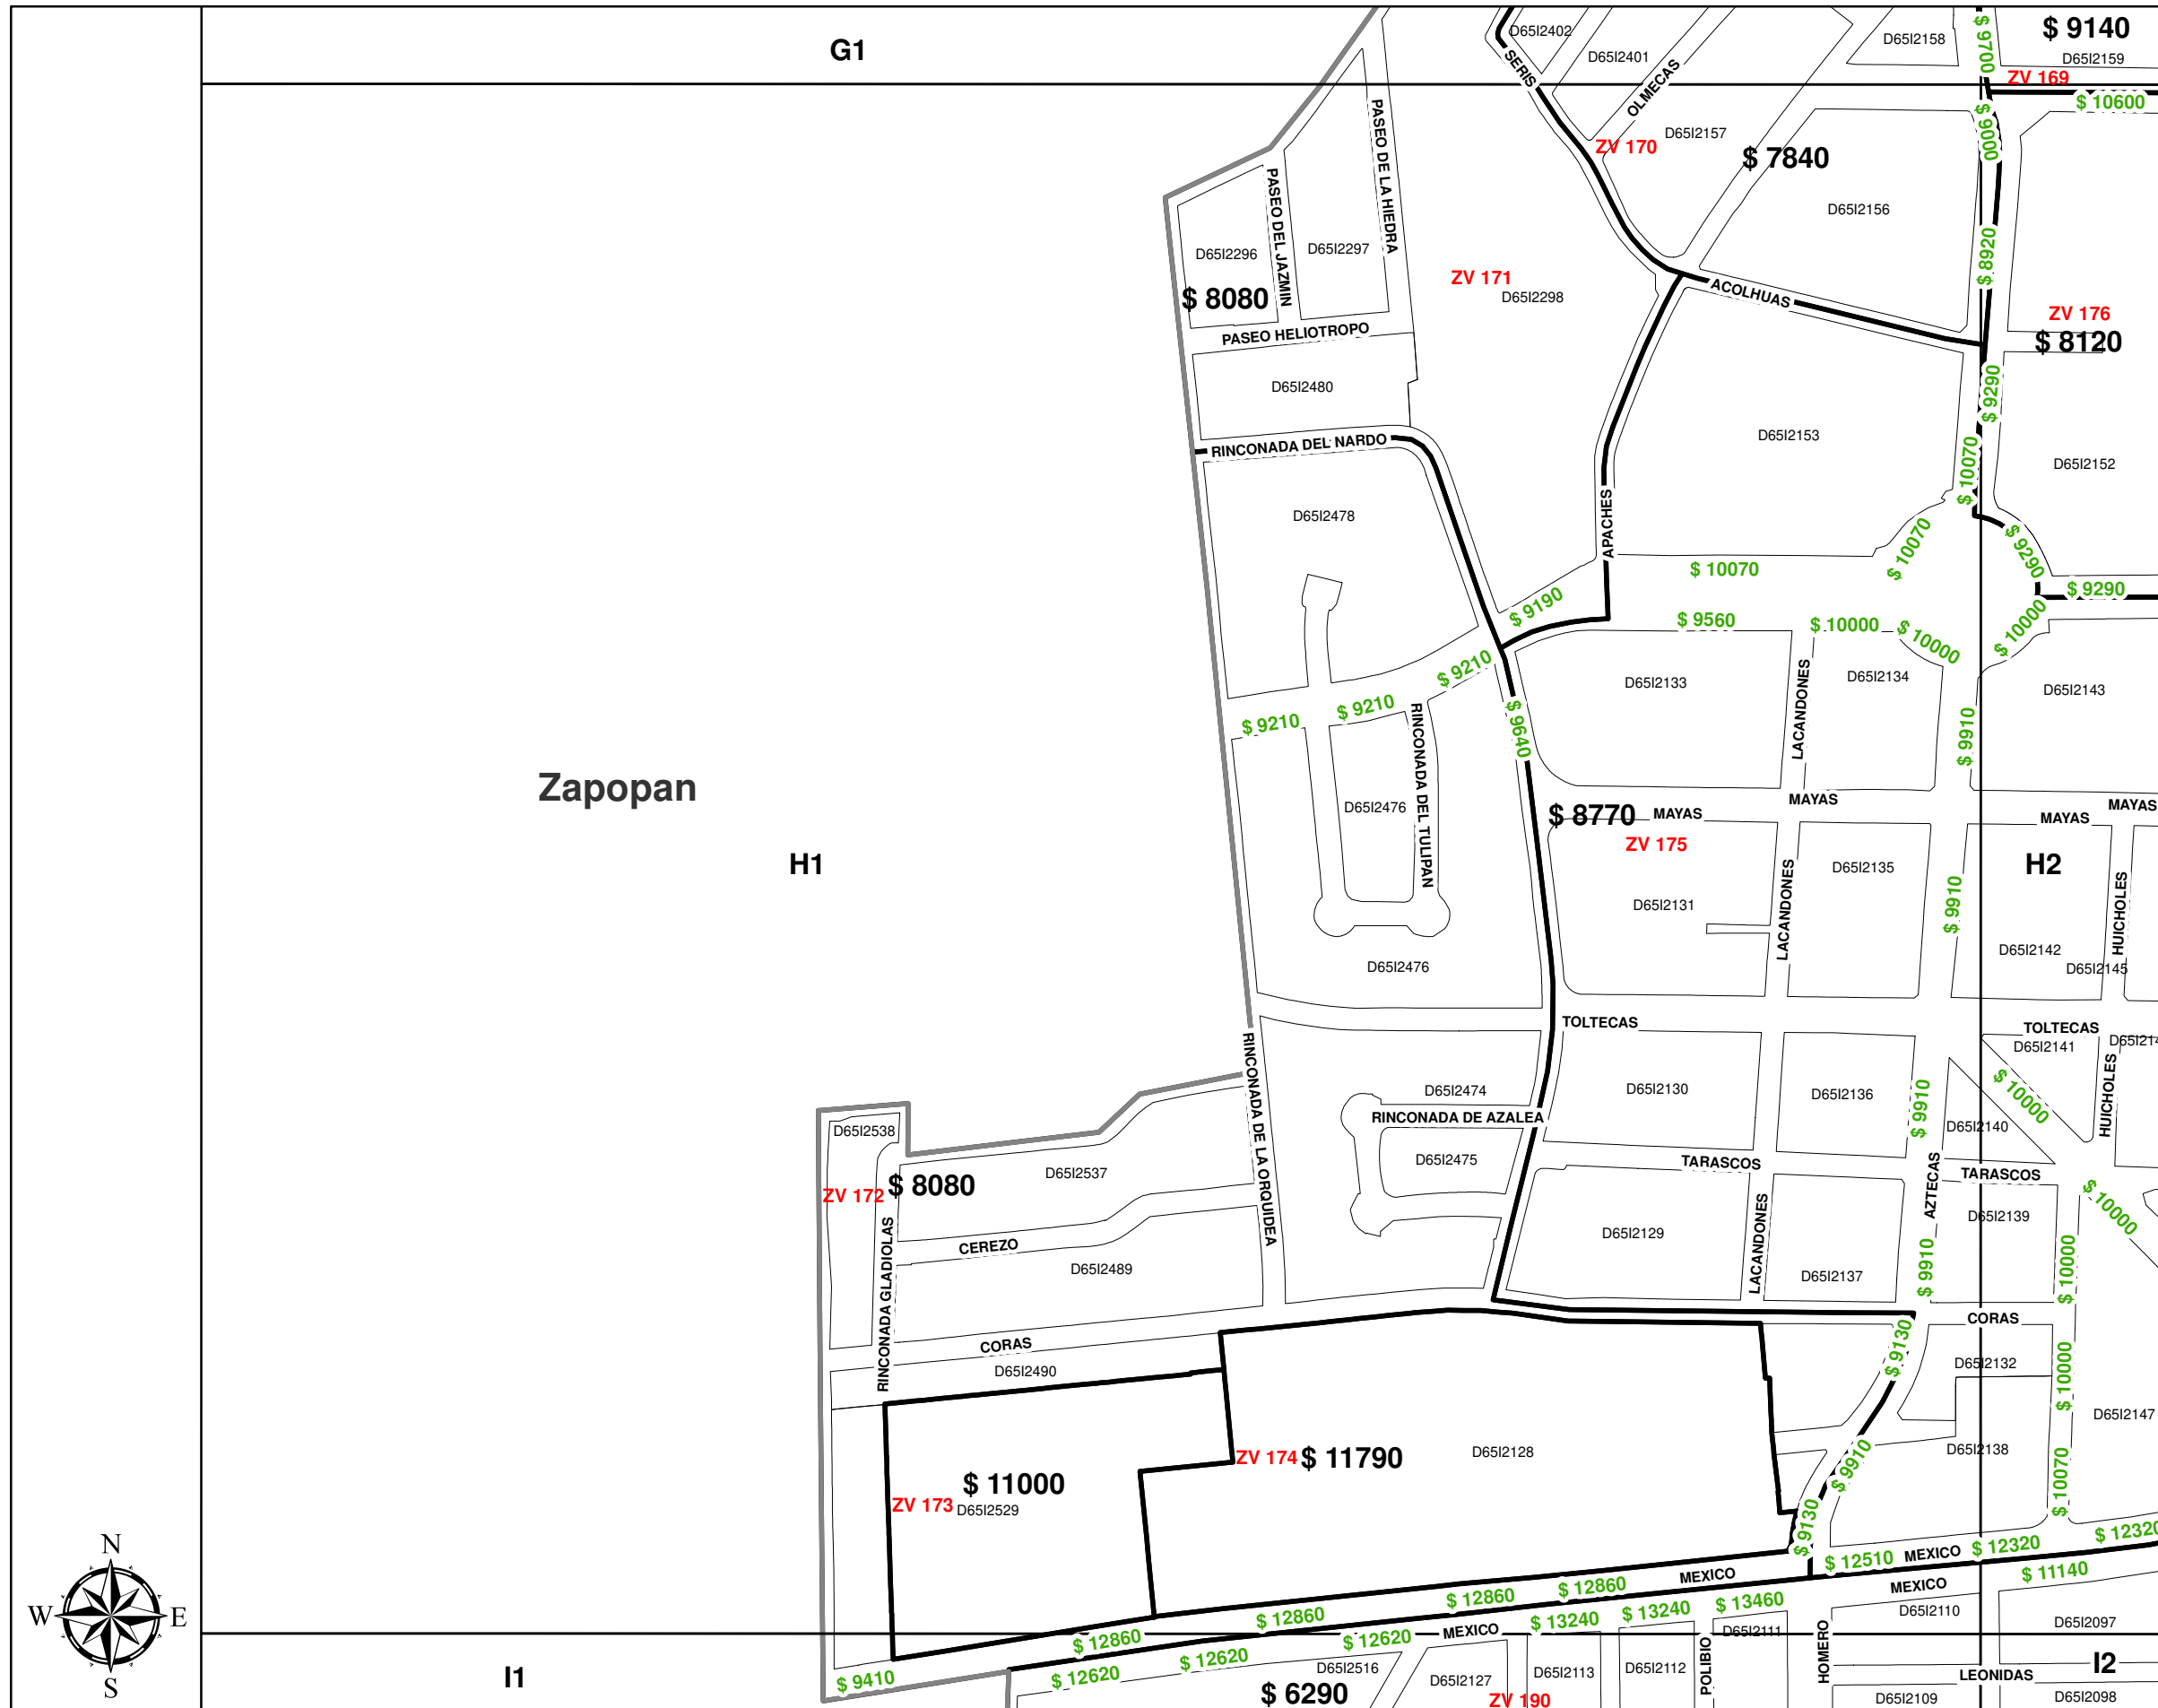 G1
D65I2402
D65I2401
D65I2158
$ 9140
D65I2159
$ 9700
ZV 169
$ 10600
SERIS
OLMECAS
D65I2157
ZV 170
$ 7840
$ 9000
PASEO DE LA HIEDRA
PASEO DEL JAZMIN
D65I2156
D65I2296
D65I2297
ZV 171
D65I2298
$ 8080
$ 8920
ACOLHUAS
ZV 176
$ 8120
PASEO HELIOTROPO
D65I2480
$ 9290
D65I2153
RINCONADA DEL NARDO
$ 10070
D65I2152
D65I2478
APACHES
$ 10070
$ 9290
$ 10070
$ 9290
$ 9190
$ 9560
$ 10000
$ 10000
$ 10000
$ 9210
$ 9210
$ 9210
D65I2133
LACANDONES
D65I2134
D65I2143
$ 9640
$ 9910
RINCONADA DEL TULIPAN
Zapopan
H1
D65I2476
$ 8770
MAYAS
MAYAS
MAYAS
MAYAS
ZV 175
D65I2135
H2
D65I2131
LACANDONES
$ 9910
HUICHOLES
D65I2142
D65I2145
D65I2476
TOLTECAS
TOLTECAS
D65I2141
D65I214
RINCONADA DE LA ORQUIDEA
D65I2474
D65I2130
D65I2136
$ 9910
$ 10000
HUICHOLES
RINCONADA DE AZALEA
D65I2140
D65I2538
D65I2537
D65I2475
TARASCOS
TARASCOS
ZV 172
$ 8080
AZTECAS
$ 10000
RINCONADA GLADIOLAS
CEREZO
D65I2489
D65I2129
LACANDONES
D65I2139
D65I2137
$ 9910
$ 10000
CORAS
CORAS
D65I2490
$ 9130
D65I2132
$ 10000
D65I2147
ZV 174
$ 11790
D65I2128
D65I2138
$ 9910
$ 10070
$ 11000
ZV 173
D65I2529
$ 9130
$ 12320
$ 12320
MEXICO
$ 12510
$ 11140
MEXICO
MEXICO
$ 12860
$ 12860
$ 12860
$ 12860
$ 13460
$ 13240
$ 13240
D65I2110
D65I2097
D65I2111
MEXICO
$ 12620
$ 12620
$ 12620
$ 9410
I1
D65I2516
D65I2127
D65I2113
D65I2112
POLIBIO
HOMERO
LEONIDAS
I2
$ 6290
ZV 190
D65I2109
D65I2098
N
W
E
S